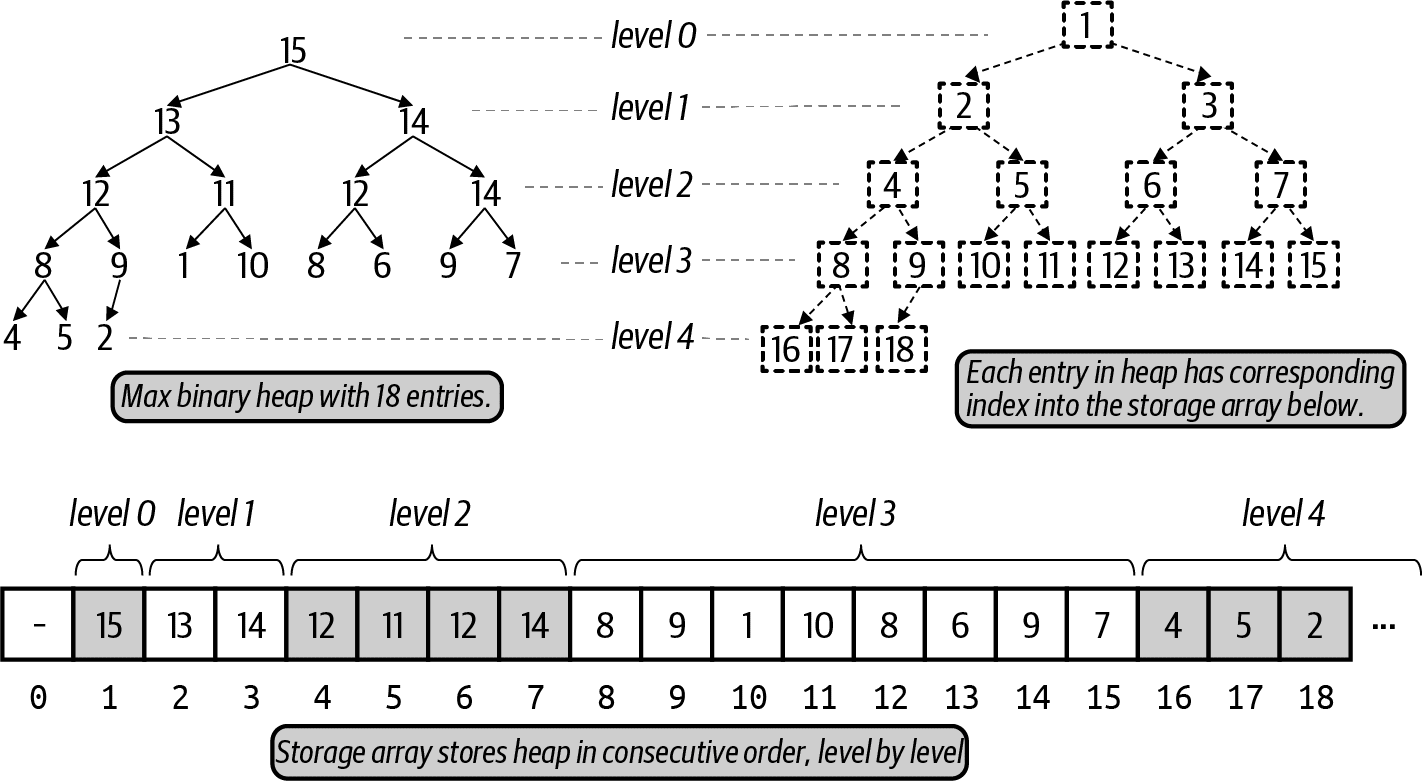 15 level 0 1
13 14 level 1 2 3
12 11 12 14 level 2 4 5 6 7
8 9 1 10 8 6 9 7 level 3 8 9 10 11 12 13 14 15
4 5 2 level 4 16 17 18
Max binary heap with 18 entries.
Each entry in heap has corresponding
index into the storage array below.
level 0 level 1 level 2 level 3 level 4
- 15 13 14 12 11 12 14 8 9 1 10 8 6 9 7 4 5 2 ...
0 1 2 3 4 5 6 7 8 9 10 11 12 13 14 15 16 17 18
Storage array stores heap in consecutive order, level by level